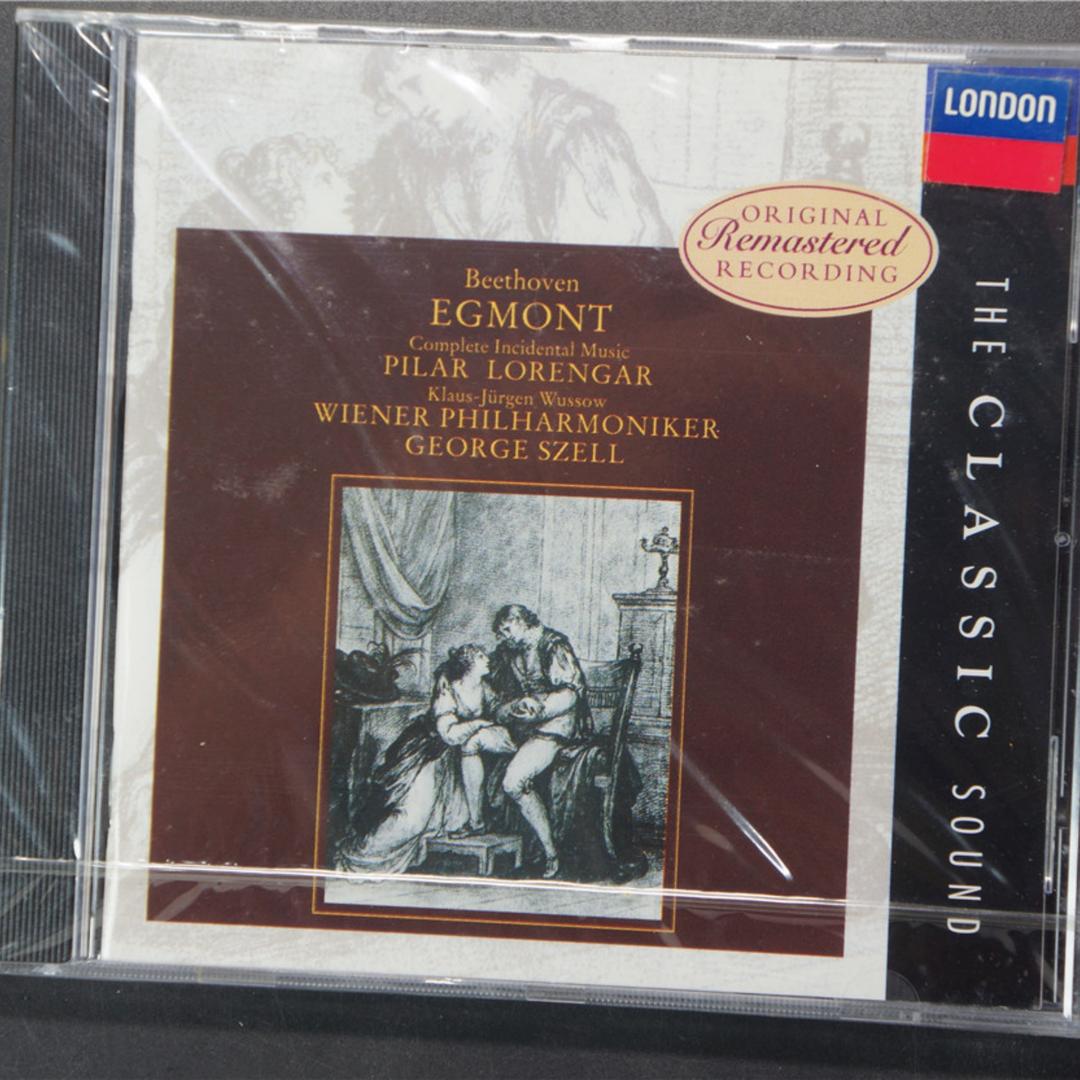 LONDON
ORIGINAL
Remastered
RECORDING
Beethoven
EGMONT
Complete Incidental Music
PILAR LORENGAR
Klaus-Jürgen Wussow
WIENER PHILHARMONIKER
GEORGE SZELL
THE CLASSIC SOUND